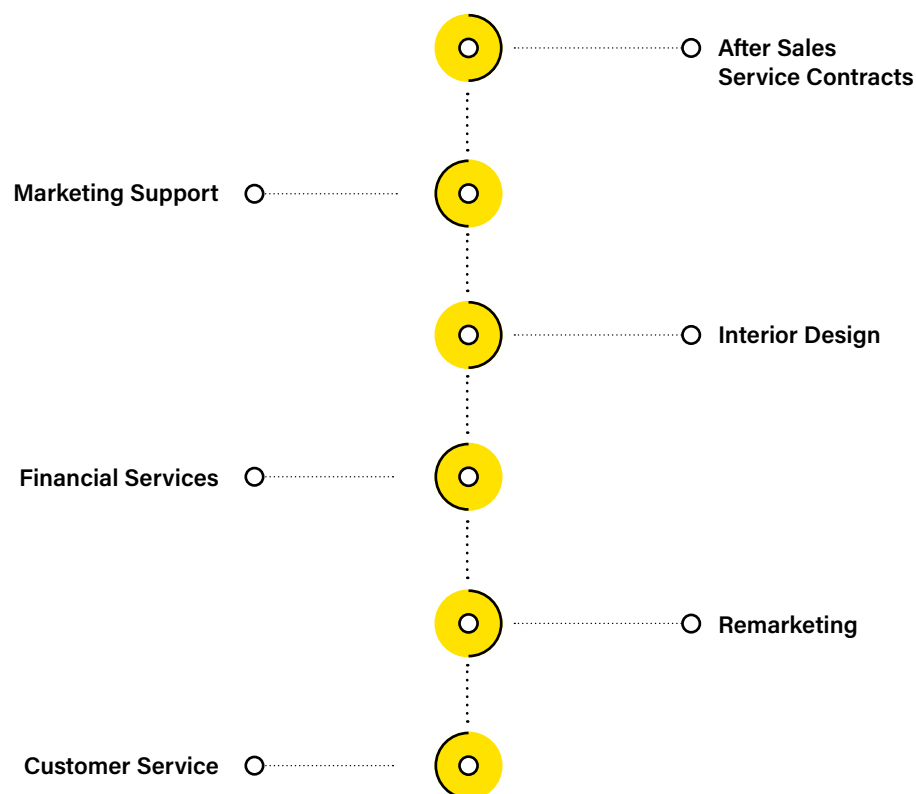 After Sales
Service Contracts
Marketing Support
Interior Design
Financial Services
Remarketing
Customer Service